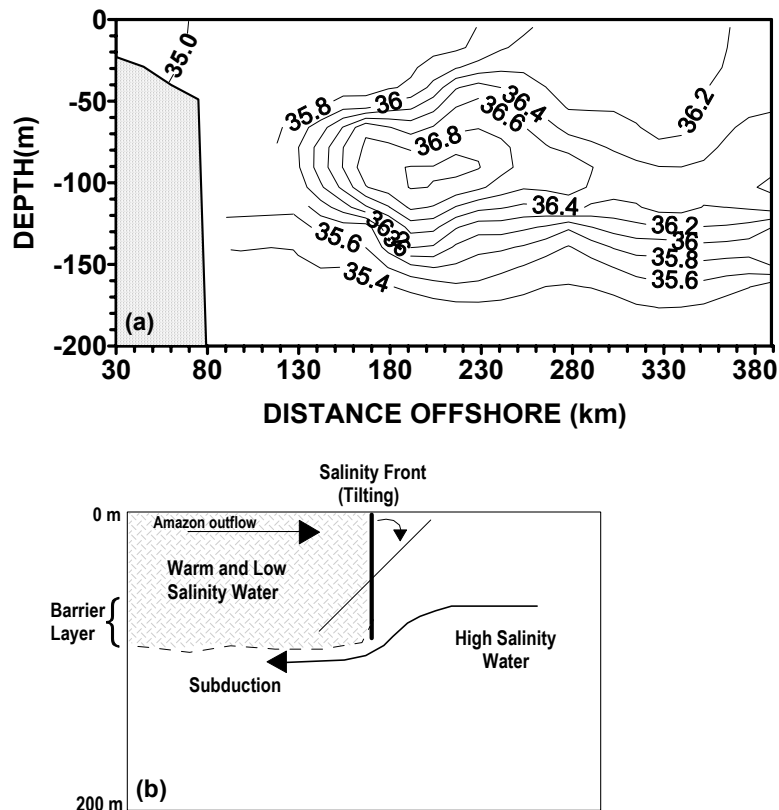 0
-50
-100
-150
-200
DEPTH(m)
35.0
35.8
36
36.4
36.6
36.8
36.2
36.4
36.2
36
35.8
35.6
35.6
35.4
(a)
30
80
130
180
230
280
330
380
DISTANCE OFFSHORE (km)
Salinity Front
(Tilting)
0 m
Amazon outflow
Warm and Low
Salinity Water
Barrier
Layer
High Salinity
Water
Subduction
(b)
200 m